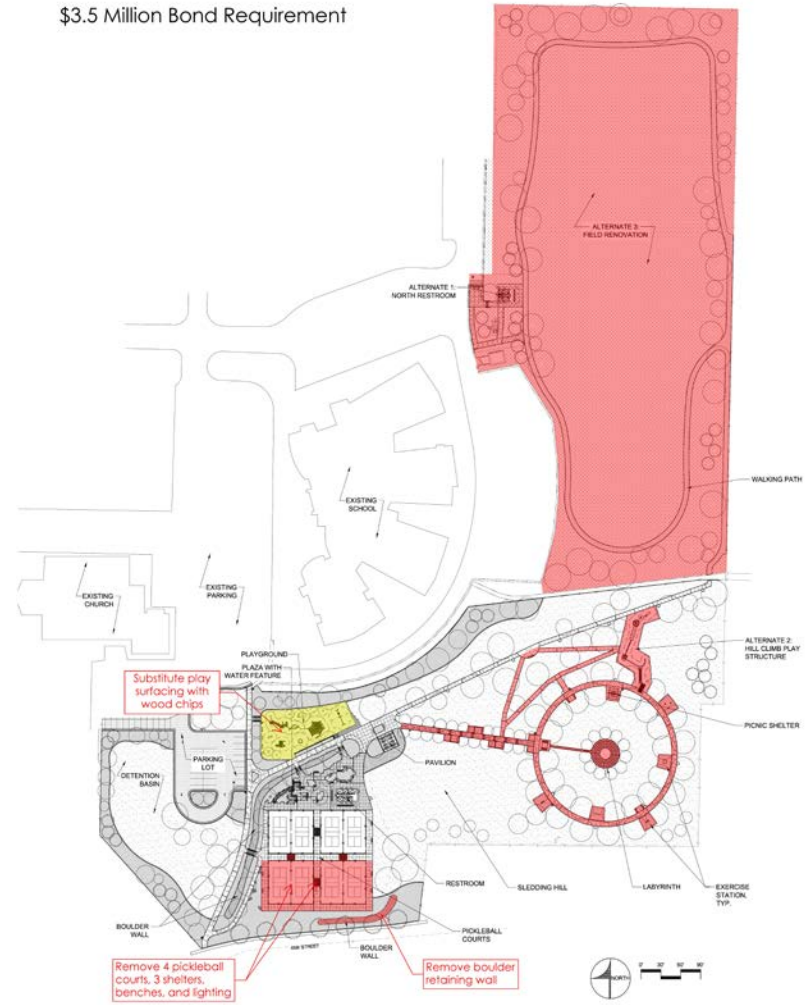 $3.5 Million Bond Requirement
ALTERNATE 3:
FIELD RENOVATION
ALTERNATE 1:
NORTH RESTROOM
WALKING PATH
EXISTING
SCHOOL
EXISTING
CHURCH
EXISTING
PARKING
PLAYGROUND
PLAZA WITH
WATER FEATURE
ALTERNATE 2:
HILL CLIMB PLAY
STRUCTURE
Substitute play
surfacing with
wood chips
PICNIC SHELTER
PARKING
LOT
PAVILION
DETENTION
BASIN
RESTROOM
SLEDDING HILL
LABYRINTH
EXERCISE
STATION,
TYP.
BOULDER
WALL
PICKLEBALL
COURTS
STREET
BOULDER
WALL
Remove 4 pickleball
courts, 3 shelters,
benches, and lighting
Remove boulder
retaining wall
NORTH